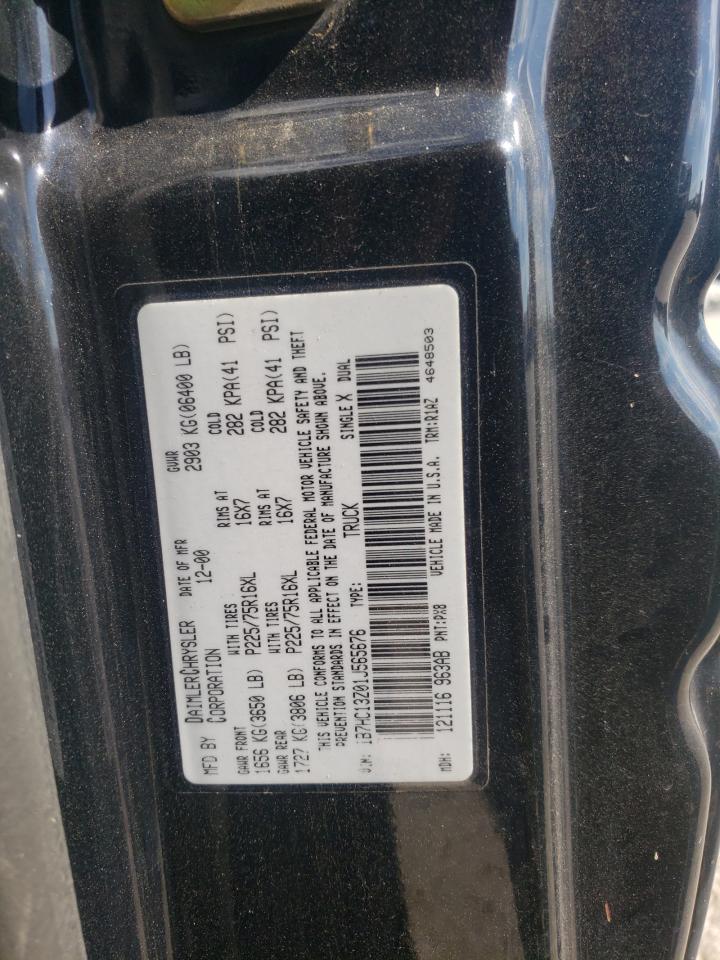 MFD BY DAIMLERCHRYSLER CORPORATION DATE OF MFR 12-00 GVWR 2903 KG(06400 LB)
GAWR FRONT WITH TIRES RIMS AT COLD
1656 KG(3650 LB) P225/75R16XL 16X7 282 KPA(41 PSI)
GAWR REAR WITH TIRES RIMS AT COLD
1727 KG(3806 LB) P225/75R16XL 16X7 282 KPA(41 PSI)
THIS VEHICLE CONFORMS TO ALL APPLICABLE FEDERAL MOTOR VEHICLE SAFETY AND THEFT
PREVENTION STANDARDS IN EFFECT ON THE DATE OF MANUFACTURE SHOWN ABOVE.
VIN: 1B7HC13Z01J565676 TYPE: TRUCK SINGLE X DUAL
MDH: 121116 963AB PNT:PX8 VEHICLE MADE IN U.S.A. TRM:R1AZ 4648503